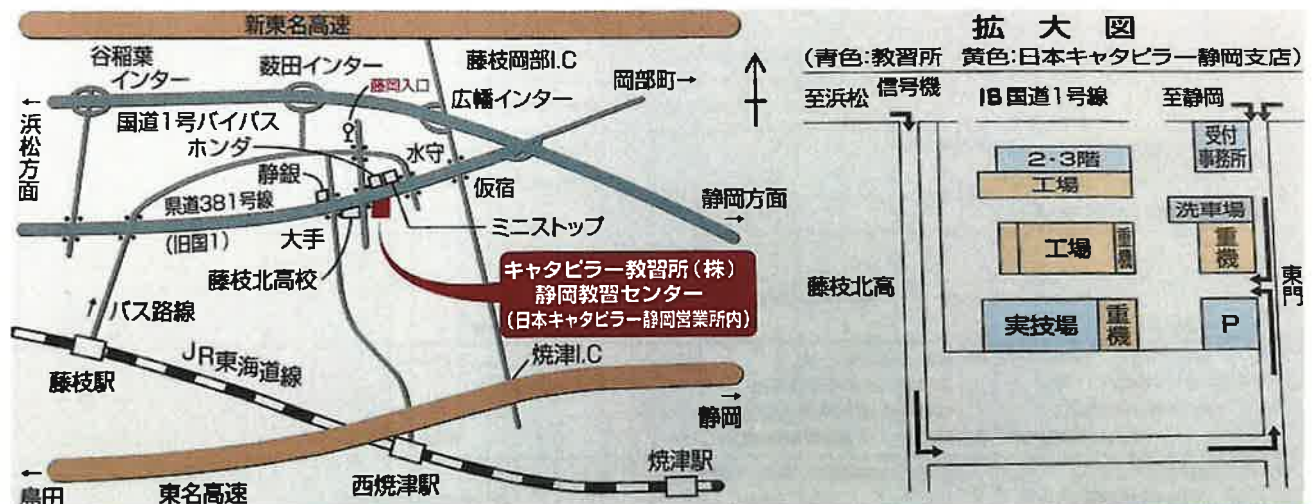 新東名高速
谷稲葉
インター
薮田インター
藤岡入口
藤枝岡部I.C
岡部町→
広幡インター
←
浜松方面
国道1号バイパス
ホンダ
水守
静銀
仮宿
県道381号線
(旧国1)
大手
ミニストップ
静岡方面
→
藤枝北高校
キャタピラー教習所(株)
静岡教習センター
(日本キャタピラー静岡営業所内)
バス路線
JR東海道線
焼津I.C
藤枝駅
→
静岡
←
島田
東名高速
西焼津駅
焼津駅
拡大図
(青色:教習所 黄色:日本キャタピラー静岡支店)
至浜松
信号機
旧国道1号線
至静岡
受付
事務所
2・3階
工場
洗車場
工場
重機
重機
藤枝北高
東門
実技場
重機
P